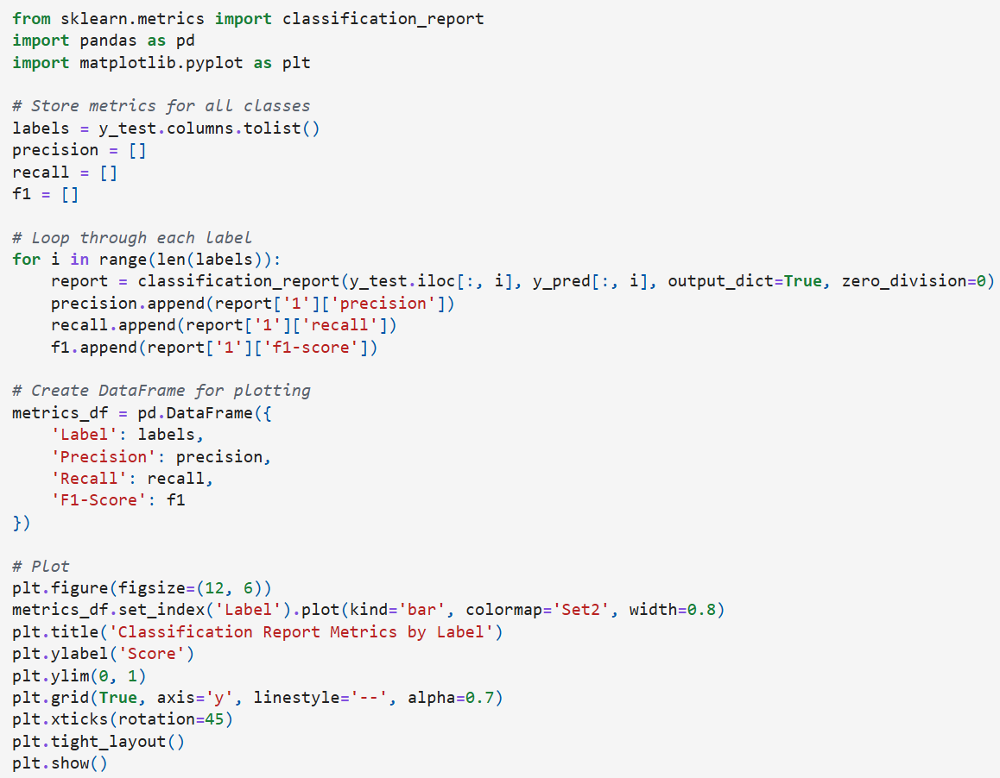 from sklearn.metrics import classification_report
import pandas as pd
import matplotlib.pyplot as plt

# Store metrics for all classes
labels = y_test.columns.tolist()
precision = []
recall = []
f1 = []

# Loop through each label
for i in range(len(labels)):
    report = classification_report(y_test.iloc[:, i], y_pred[:, i], output_dict=True, zero_division=0)
    precision.append(report['1']['precision'])
    recall.append(report['1']['recall'])
    f1.append(report['1']['f1-score'])

# Create DataFrame for plotting
metrics_df = pd.DataFrame({
    'Label': labels,
    'Precision': precision,
    'Recall': recall,
    'F1-Score': f1
})

# Plot
plt.figure(figsize=(12, 6))
metrics_df.set_index('Label').plot(kind='bar', colormap='Set2', width=0.8)
plt.title('Classification Report Metrics by Label')
plt.ylabel('Score')
plt.ylim(0, 1)
plt.grid(True, axis='y', linestyle='--', alpha=0.7)
plt.xticks(rotation=45)
plt.tight_layout()
plt.show()